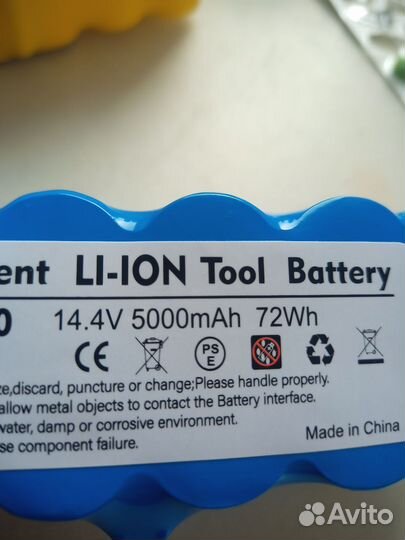 ent LI-ION Tool Battery
0 14.4V 5000mAh 72Wh
CE PS E
ze,discard, puncture or change;Please handle properly.
allow metal objects to contact the Battery interface.
water, damp or corrosive environment.
se component failure.
Made in China
Avito